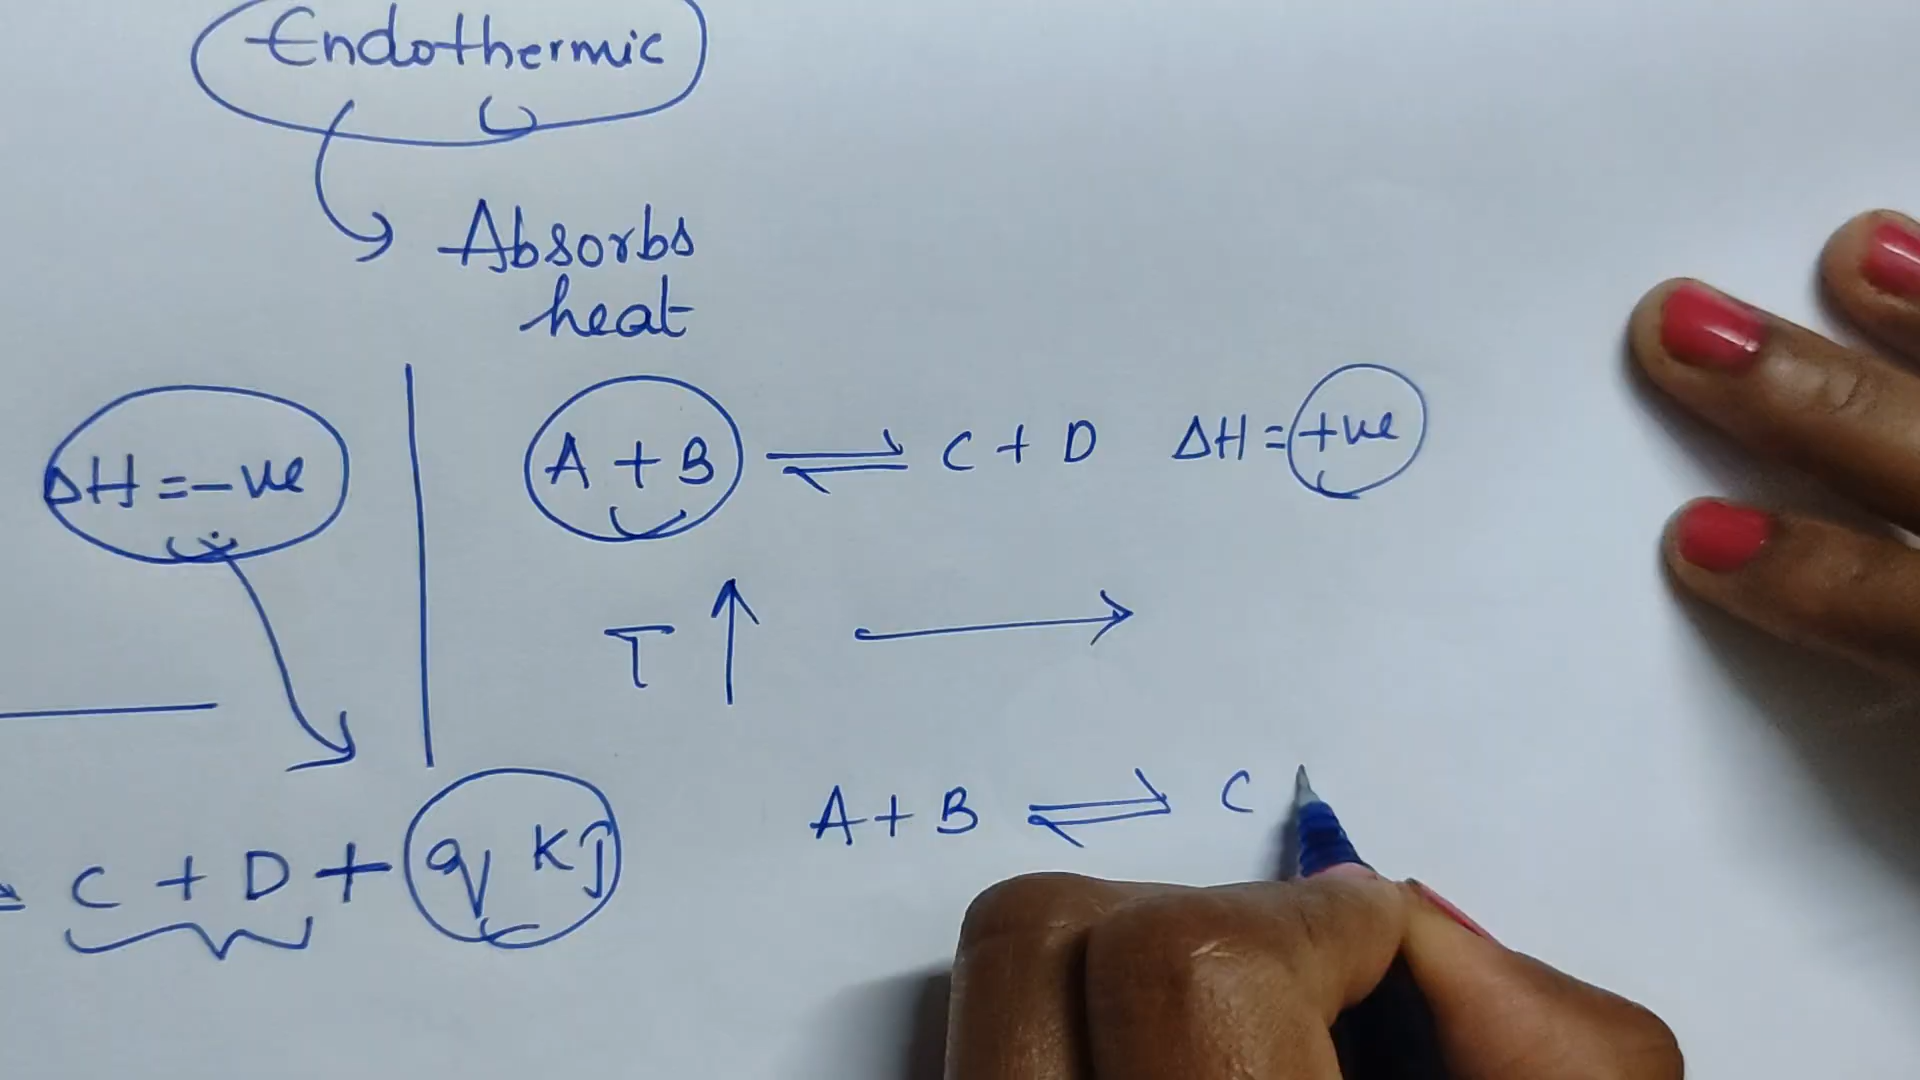 Endothermic
Absorbs
heat
ΔH = -ve
A + B ⇌ C + D ΔH = +ve
T ↑ →
A + B ⇌ C
C + D + q KJ